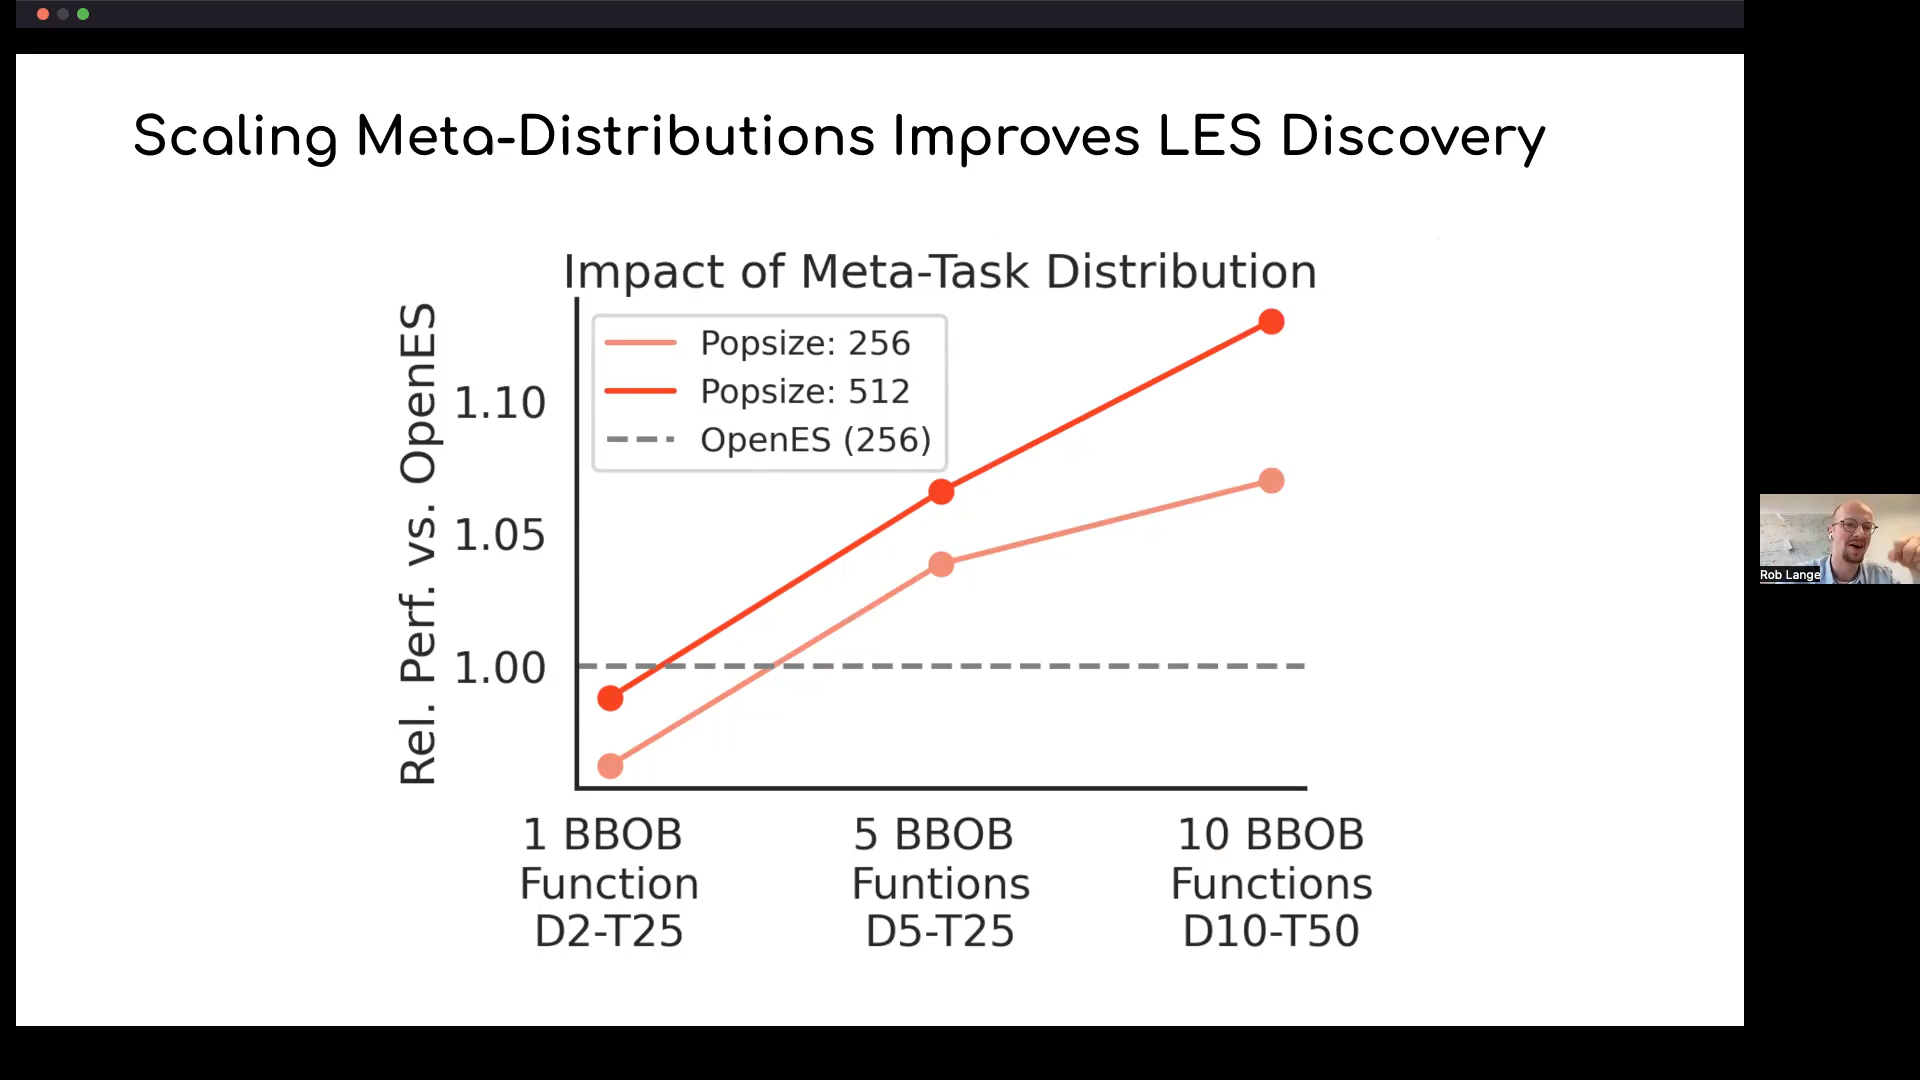 Scaling Meta-Distributions Improves LES Discovery
Impact of Meta-Task Distribution
Rel. Perf. vs. OpenES
1.10
1.05
1.00
Popsize: 256
Popsize: 512
OpenES (256)
1 BBOB
Function
D2-T25
5 BBOB
Funtions
D5-T25
10 BBOB
Functions
D10-T50
Rob Lange